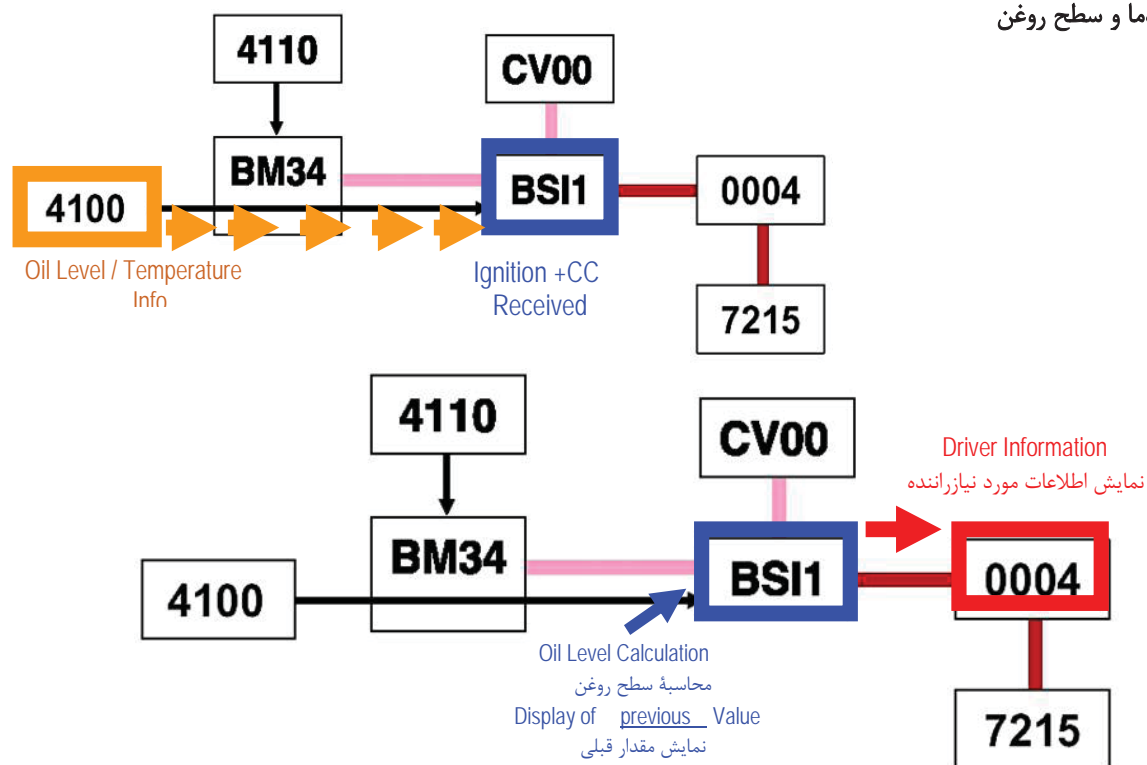 ما و سطح روغن
4110
CV00
BM34
BSI1
4100
0004
Oil Level / Temperature
Info
Ignition +CC
Received
7215
4110
CV00
Driver Information
نمایش اطلاعات مورد نیازراننده
BM34
BSI1
0004
4100
Oil Level Calculation
محاسبۀ سطح روغن
Display of previous Value
نمایش مقدار قبلی
7215